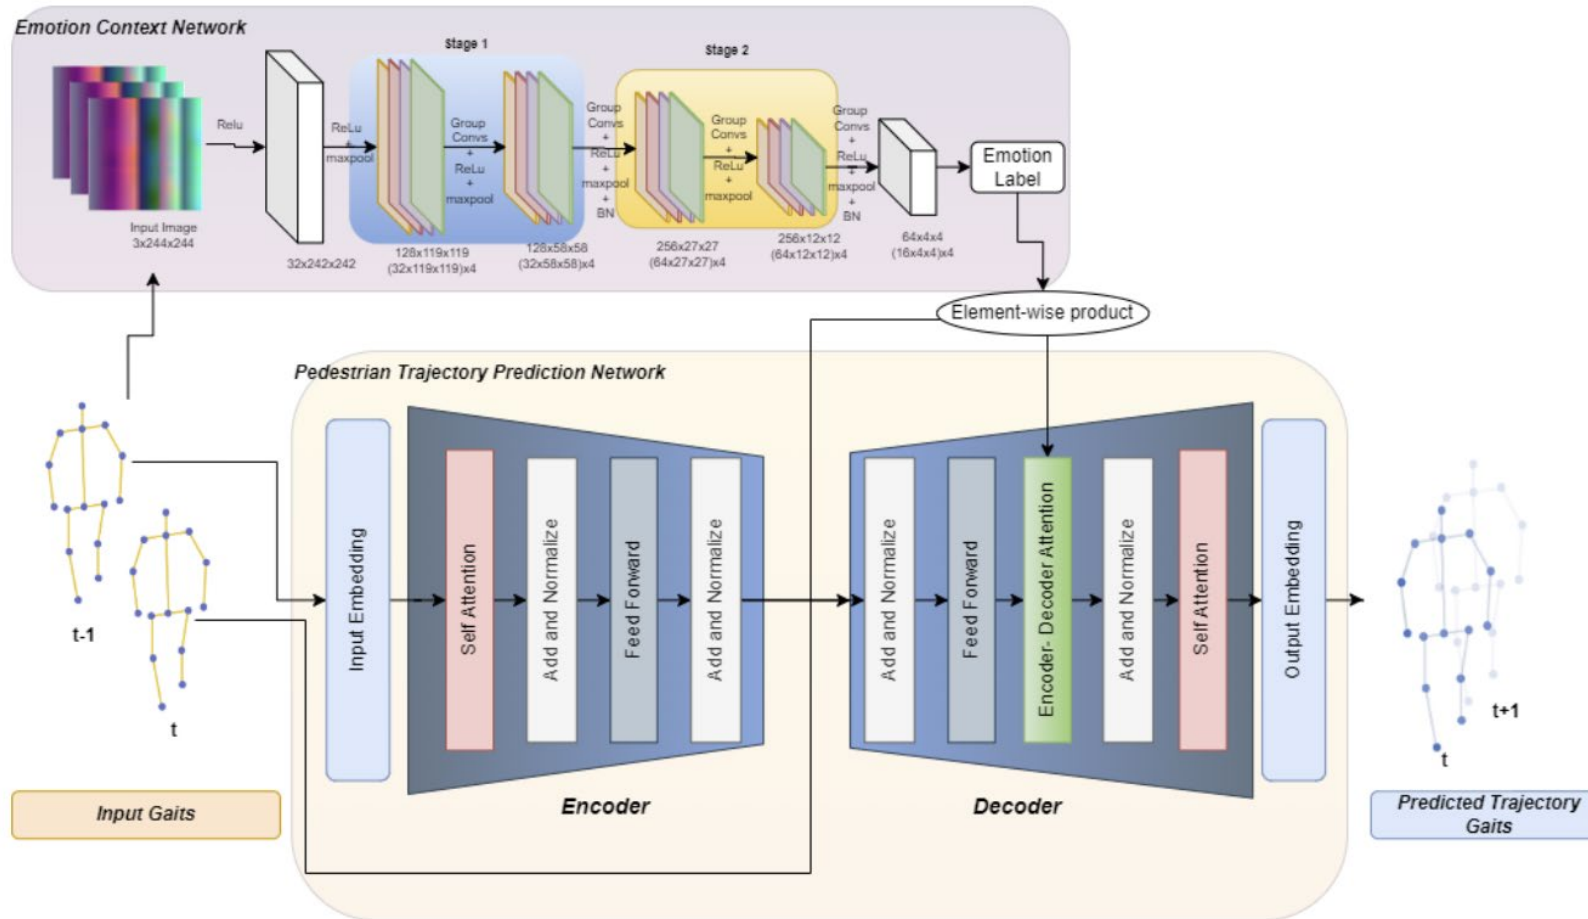 Emotion Context Network
Stage 1
Stage 2
Relu
ReLu
+
maxpool
Group
Convs
+
ReLu
+
maxpool
Group
Convs
+
ReLu
+
maxpool
+
BN
Group
Convs
+
ReLu
+
maxpool
Group
Convs
+
ReLu
+
maxpool
+
BN
Emotion
Label
Input Image
3x244x244
32x242x242
128x119x119
(32x119x119)x4
128x58x58
(32x58x58)x4
256x27x27
(64x27x27)x4
256x12x12
(64x12x12)x4
64x4x4
(16x4x4)x4
Element-wise product
Pedestrian Trajectory Prediction Network
t-1
t
Input Embedding
Self Attention
Add and Normalize
Feed Forward
Add and Normalize
Add and Normalize
Feed Forward
Encoder- Decoder Attention
Add and Normalize
Self Attention
Output Embedding
t+1
t
Encoder
Decoder
Input Gaits
Predicted Trajectory
Gaits